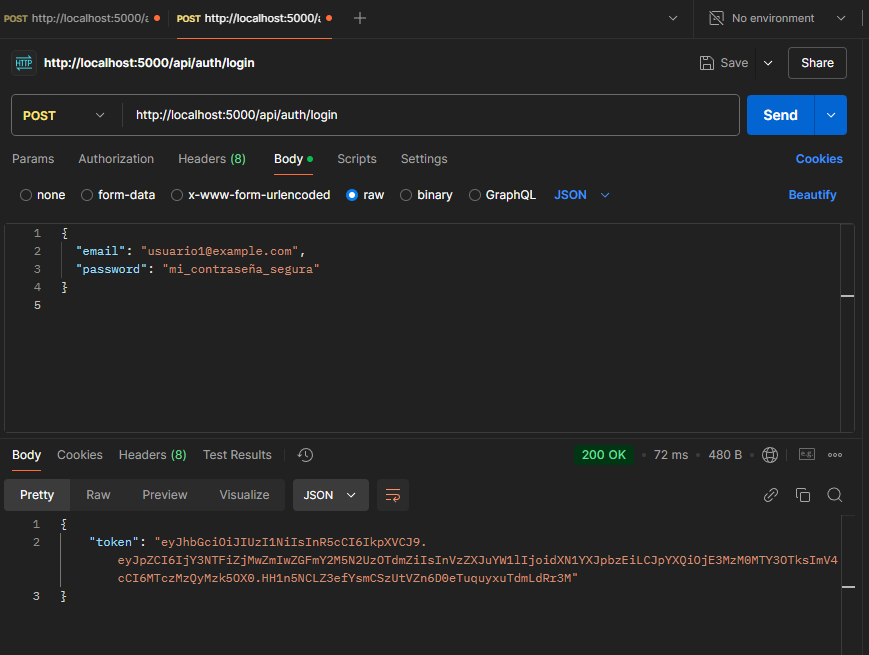 POST http://localhost:5000/a POST http://localhost:5000/a No environment
HTTP http://localhost:5000/api/auth/login Save Share
POST http://localhost:5000/api/auth/login Send
Params Authorization Headers (8) Body Scripts Settings Cookies
none form-data x-www-form-urlencoded raw binary GraphQL JSON Beautify
1 {
2 "email": "usuario1@example.com",
3 "password": "mi_contraseña_segura"
4 }
5
Body Cookies Headers (8) Test Results 200 OK 72 ms 480 B e.g.
Pretty Raw Preview Visualize JSON
1 {
2 "token": "eyJhbGciOiJIUzI1NiIsInR5cCI6IkpXVCJ9.
eyJpZCI6IjY3NTFiZjMwZmIwZGFmY2M5N2UzOTdmZiIsInVzZXJuYW1lIjoidXN1YXJpbzEiLCJpYXQiOjE3MzM0MTY3OTksImV4
cCI6MTczMzQyMzk5OX0.HH1n5NCLZ3efYsmCSzUtVZn6D0eTuquyxuTdmLdRr3M"
3 }